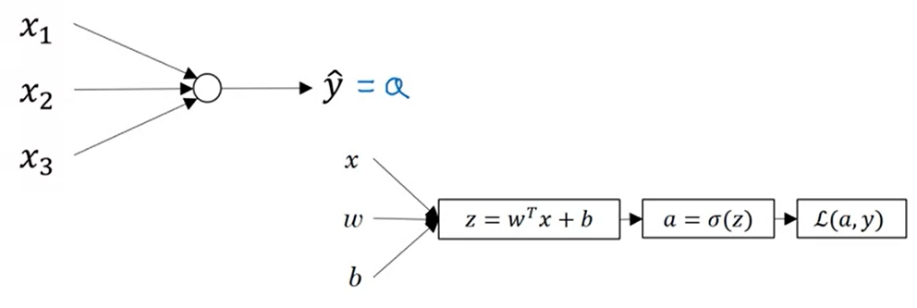 x₁
x₂
x₃
ŷ = a
x
w
b
z = wᵀx + b
a = σ(z)
ℒ(a, y)